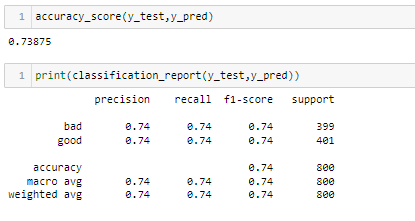 1 accuracy_score(y_test,y_pred)
0.73875
1 print(classification_report(y_test,y_pred))
precision recall f1-score support
bad 0.74 0.74 0.74 399
good 0.74 0.74 0.74 401
accuracy 0.74 800
macro avg 0.74 0.74 0.74 800
weighted avg 0.74 0.74 0.74 800